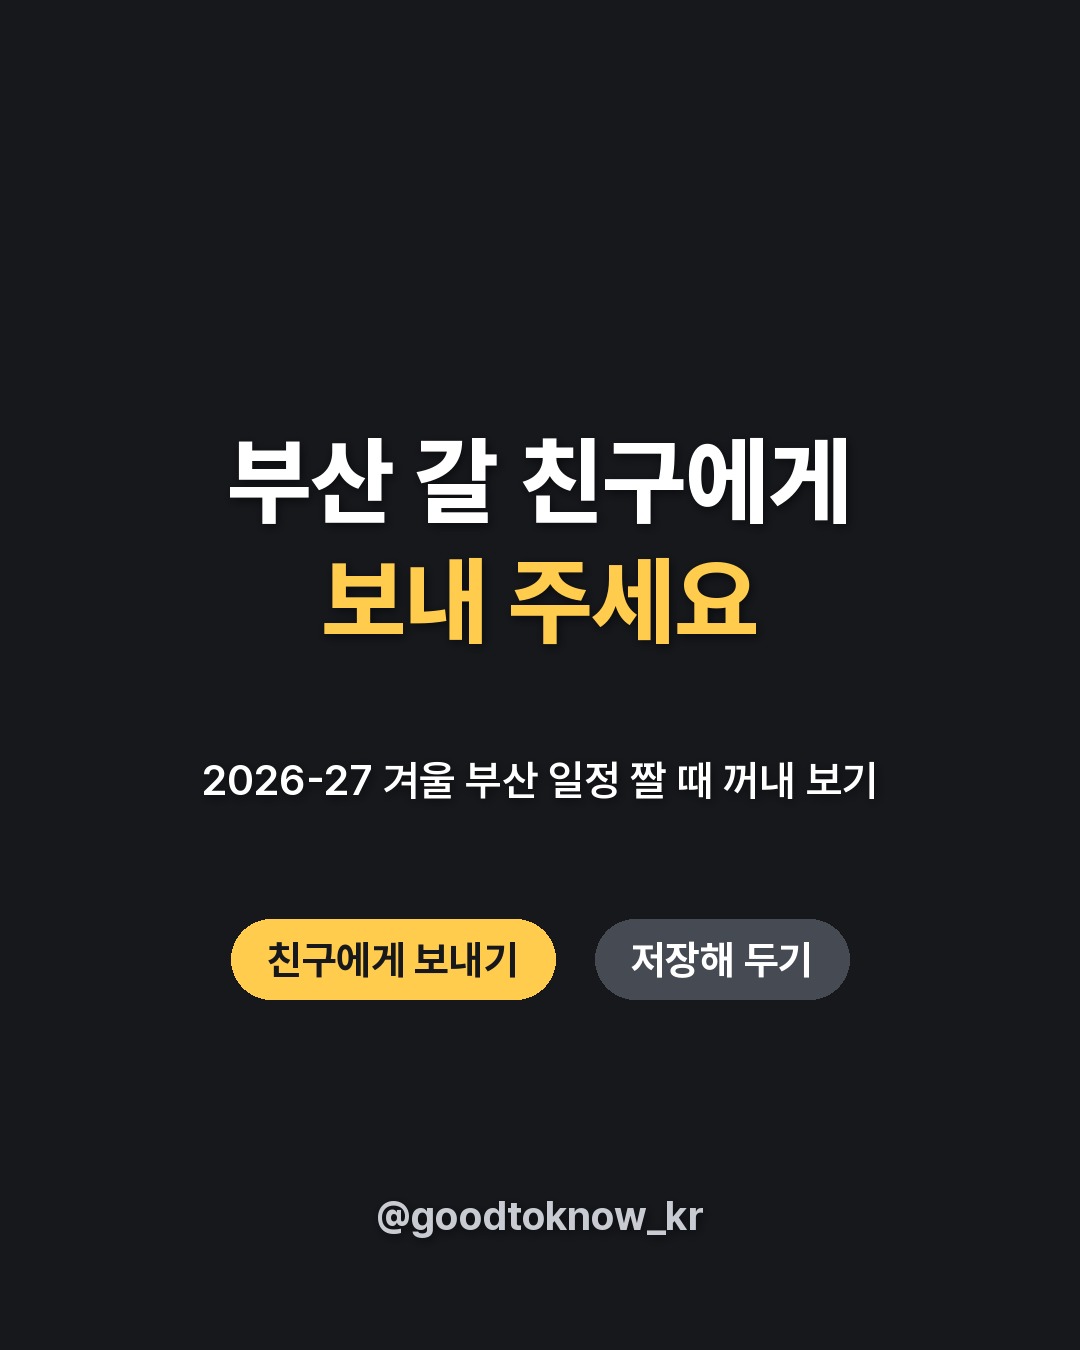 부산 갈 친구에게
보내 주세요
2026-27 겨울 부산 일정 짤 때 꺼내 보기
친구에게 보내기
저장해 두기
@goodtoknow_kr